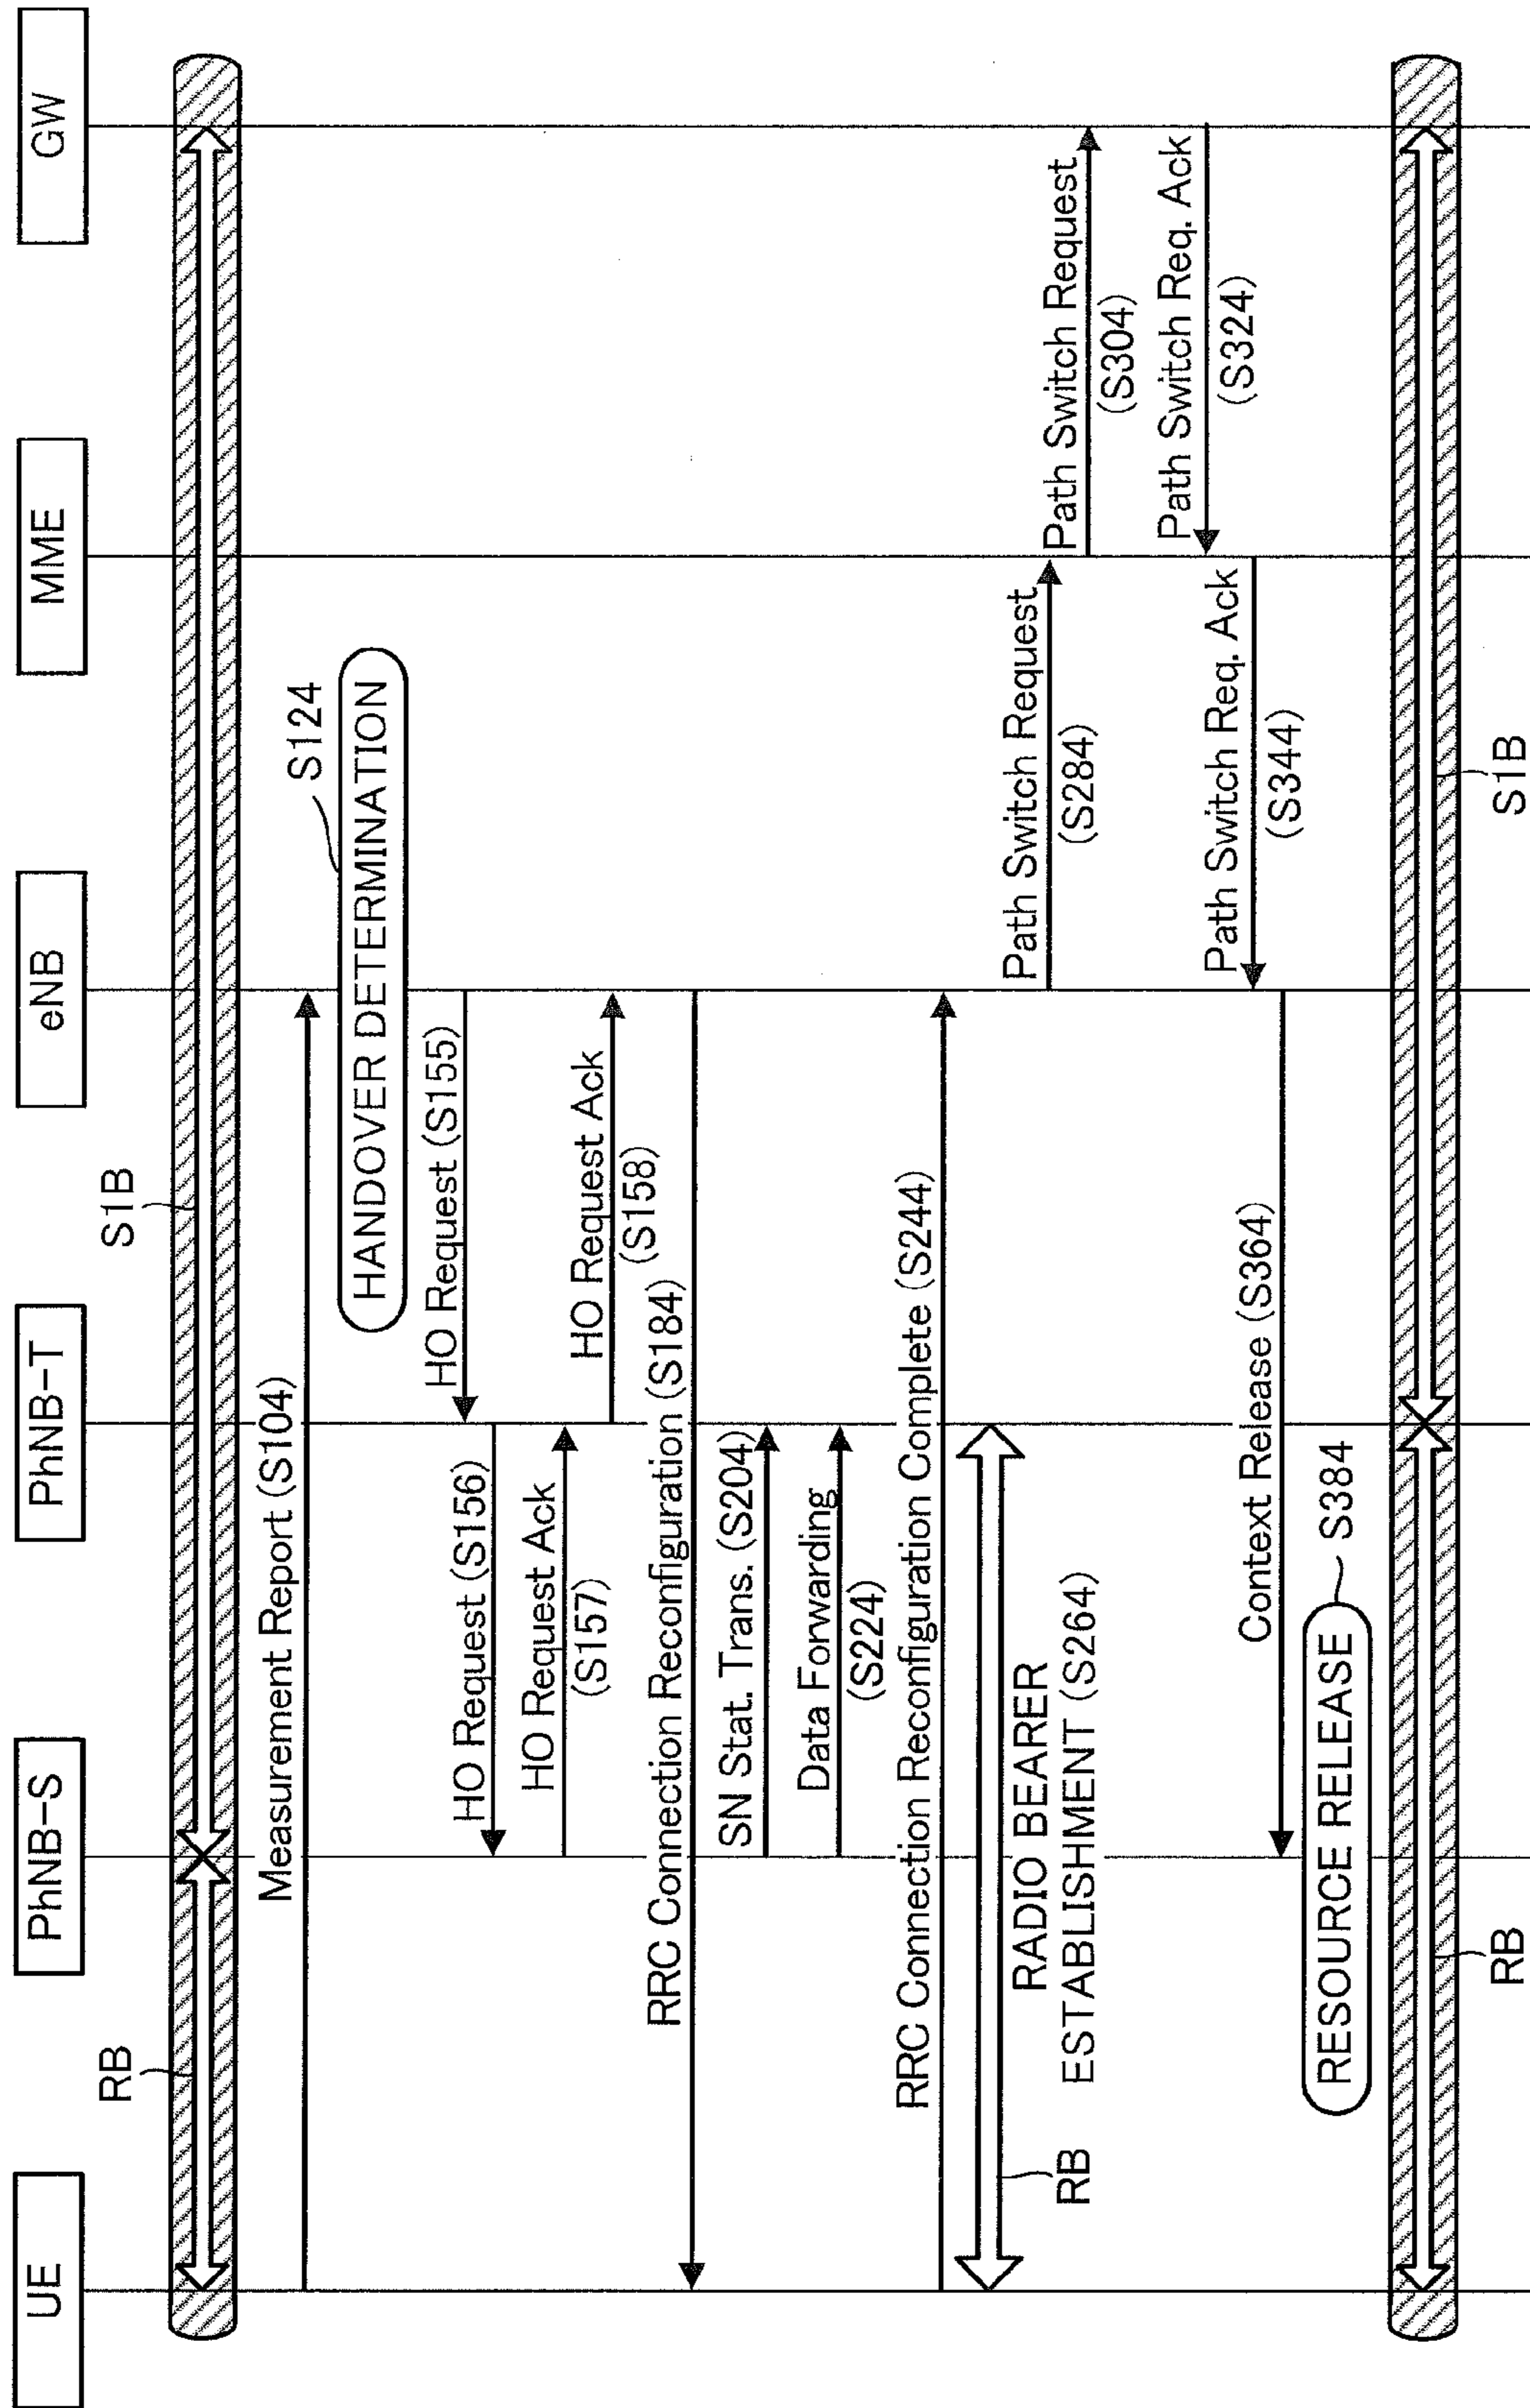 UE
PhNB-S
PhNB-T
eNB
MME
GW
RB
S1B
Measurement Report (S104)
S124
HANDOVER DETERMINATION
HO Request (S155)
HO Request (S156)
HO Request Ack
(S157)
HO Request Ack
(S158)
RRC Connection Reconfiguration (S184)
SN Stat. Trans. (S204)
Data Forwarding
(S224)
RRC Connection Reconfiguration Complete (S244)
RB
RADIO BEARER
ESTABLISHMENT (S264)
Path Switch Request
(S284)
Path Switch Request
(S304)
Path Switch Req. Ack
(S324)
Path Switch Req. Ack
(S344)
Context Release (S364)
RESOURCE RELEASE
S384
RB
S1B